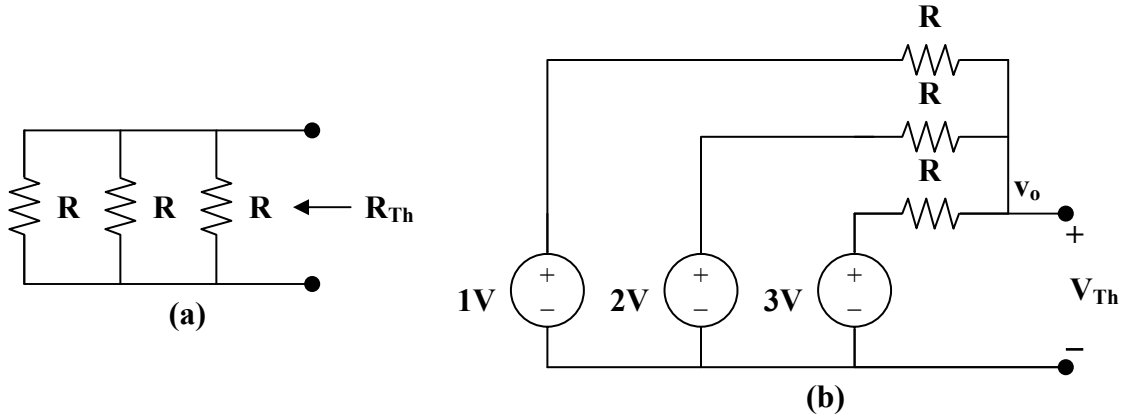 R
R
R
R R R R_Th
v_o
+
+ + +
1V 2V 3V V_Th
− − −
−
(a)
(b)